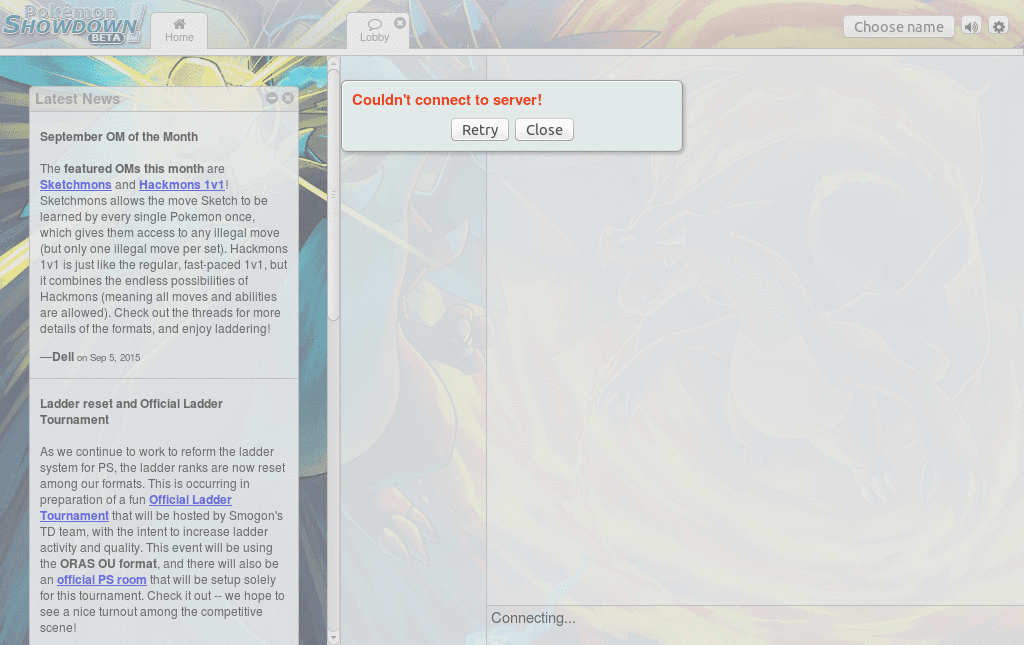 Pokémon
SHOWDOWN!
BETA
Home
Lobby
Choose name
Couldn't connect to server!
Retry Close
Latest News
September OM of the Month
The featured OMs this month are
Sketchmons and Hackmons 1v1!
Sketchmons allows the move Sketch to be
learned by every single Pokemon once,
which gives them access to any illegal move
(but only one illegal move per set). Hackmons
1v1 is just like the regular, fast-paced 1v1, but
it combines the endless possibilities of
Hackmons (meaning all moves and abilities
are allowed). Check out the threads for more
details of the formats, and enjoy laddering!
—Dell on Sep 5, 2015
Ladder reset and Official Ladder
Tournament
As we continue to work to reform the ladder
system for PS, the ladder ranks are now reset
among our formats. This is occurring in
preparation of a fun Official Ladder
Tournament that will be hosted by Smogon's
TD team, with the intent to increase ladder
activity and quality. This event will be using
the ORAS OU format, and there will also be
an official PS room that will be setup solely
for this tournament. Check it out -- we hope to
see a nice turnout among the competitive
scene!
Connecting...